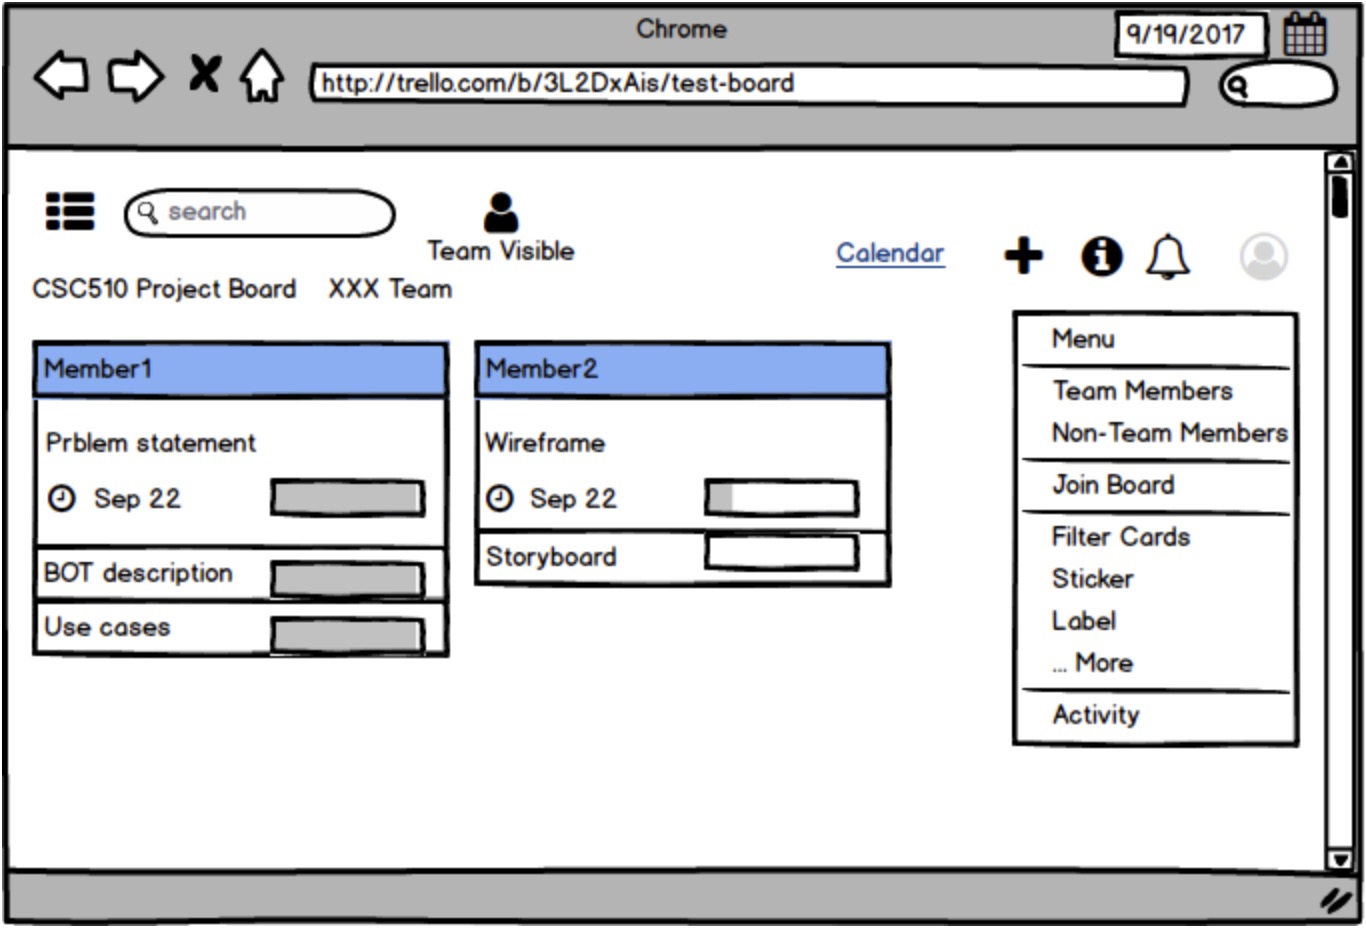 Chrome
9/19/2017
http://trello.com/b/3L2DxAis/test-board
search
Team Visible
Calendar
CSC510 Project Board XXX Team
Member1
Prblem statement
Sep 22
BOT description
Use cases
Member2
Wireframe
Sep 22
Storyboard
Menu
Team Members
Non-Team Members
Join Board
Filter Cards
Sticker
Label
... More
Activity